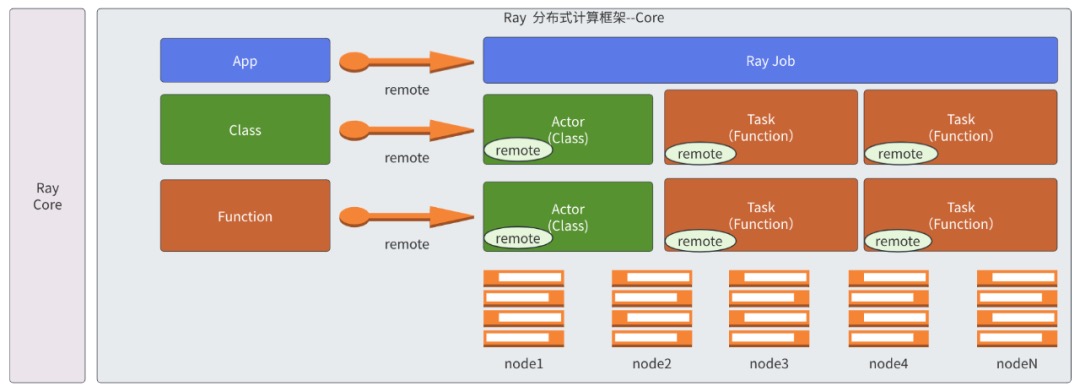 Ray 分布式计算框架--Core
Ray
Core
App
remote
Ray Job
Class
remote
Actor
(Class)
remote
Task
(Function）
remote
Task
(Function）
remote
Function
remote
Actor
(Class)
remote
Task
(Function）
remote
Task
(Function）
remote
node1
node2
node3
node4
nodeN